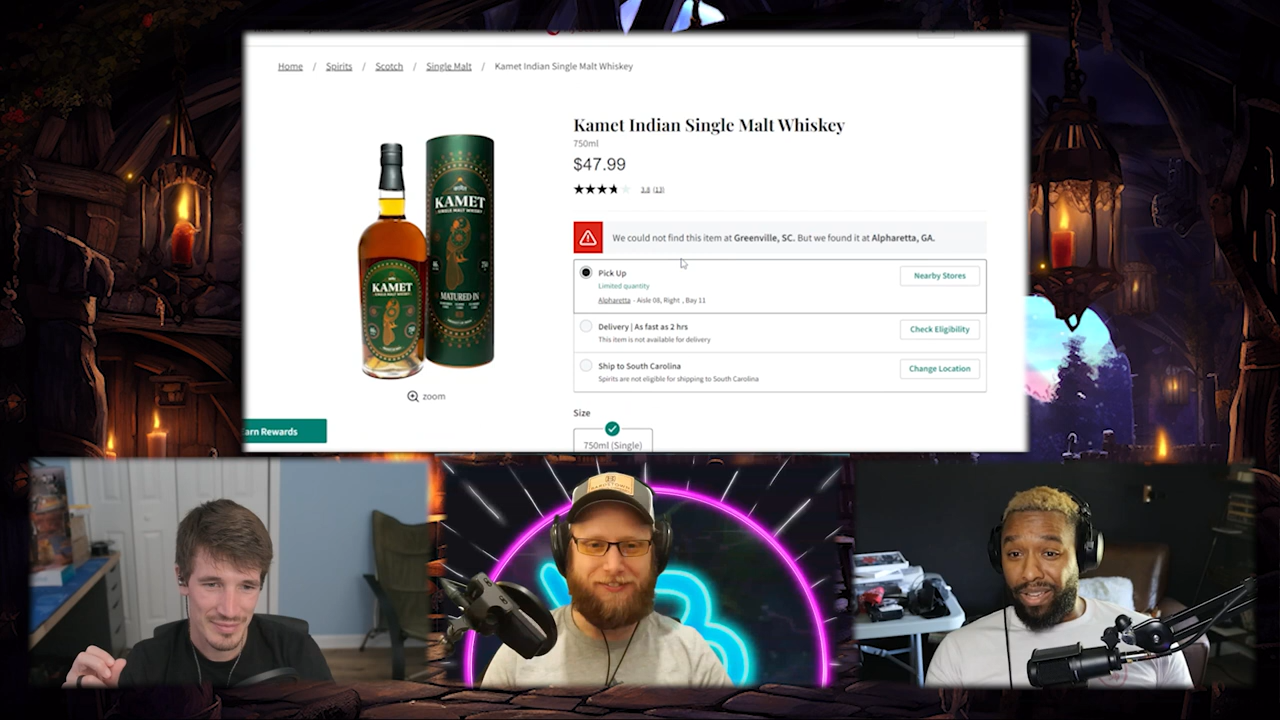 Home / Spirits / Scotch / Single Malt / Kamet Indian Single Malt Whiskey
Kamet Indian Single Malt Whiskey
750ml
$47.99
3.8 (13)
We could not find this item at Greenville, SC. But we found it at Alpharetta, GA.
Pick Up
Limited quantity
Alpharetta - Aisle 08, Right , Bay 11
Nearby Stores
Delivery | As fast as 2 hrs
This item is not available for delivery
Check Eligibility
Ship to South Carolina
Spirits are not eligible for shipping to South Carolina
Change Location
Size
750ml (Single)
KAMET
SINGLE MALT WHISKY
MATURED IN
KAMET
zoom
arn Rewards
BARDSTOWN